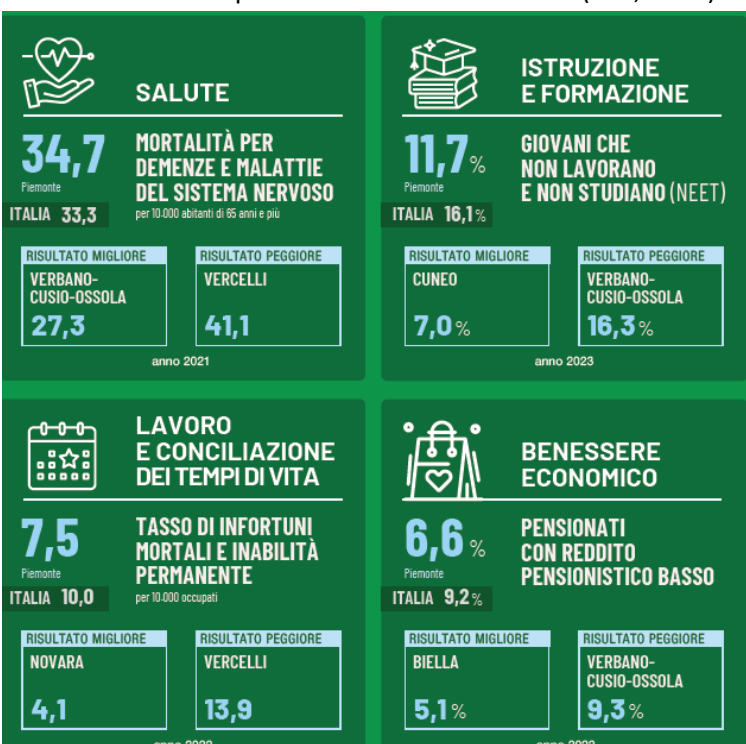 SALUTE
34,7
Piemonte
ITALIA 33,3
MORTALITÀ PER
DEMENZE E MALATTIE
DEL SISTEMA NERVOSO
per 10.000 abitanti di 65 anni e più
RISULTATO MIGLIORE
VERBANO-
CUSIO-OSSOLA
27,3
RISULTATO PEGGIORE
VERCELLI
41,1
anno 2021
ISTRUZIONE
E FORMAZIONE
11,7%
Piemonte
ITALIA 16,1%
GIOVANI CHE
NON LAVORANO
E NON STUDIANO (NEET)
RISULTATO MIGLIORE
CUNEO
7,0%
RISULTATO PEGGIORE
VERBANO-
CUSIO-OSSOLA
16,3%
anno 2023
LAVORO
E CONCILIAZIONE
DEI TEMPI DI VITA
7,5
Piemonte
ITALIA 10,0
TASSO DI INFORTUNI
MORTALI E INABILITÀ
PERMANENTE
per 10.000 occupati
RISULTATO MIGLIORE
NOVARA
4,1
RISULTATO PEGGIORE
VERCELLI
13,9
BENESSERE
ECONOMICO
6,6%
Piemonte
ITALIA 9,2%
PENSIONATI
CON REDDITO
PENSIONISTICO BASSO
RISULTATO MIGLIORE
BIELLA
5,1%
RISULTATO PEGGIORE
VERBANO-
CUSIO-OSSOLA
9,3%